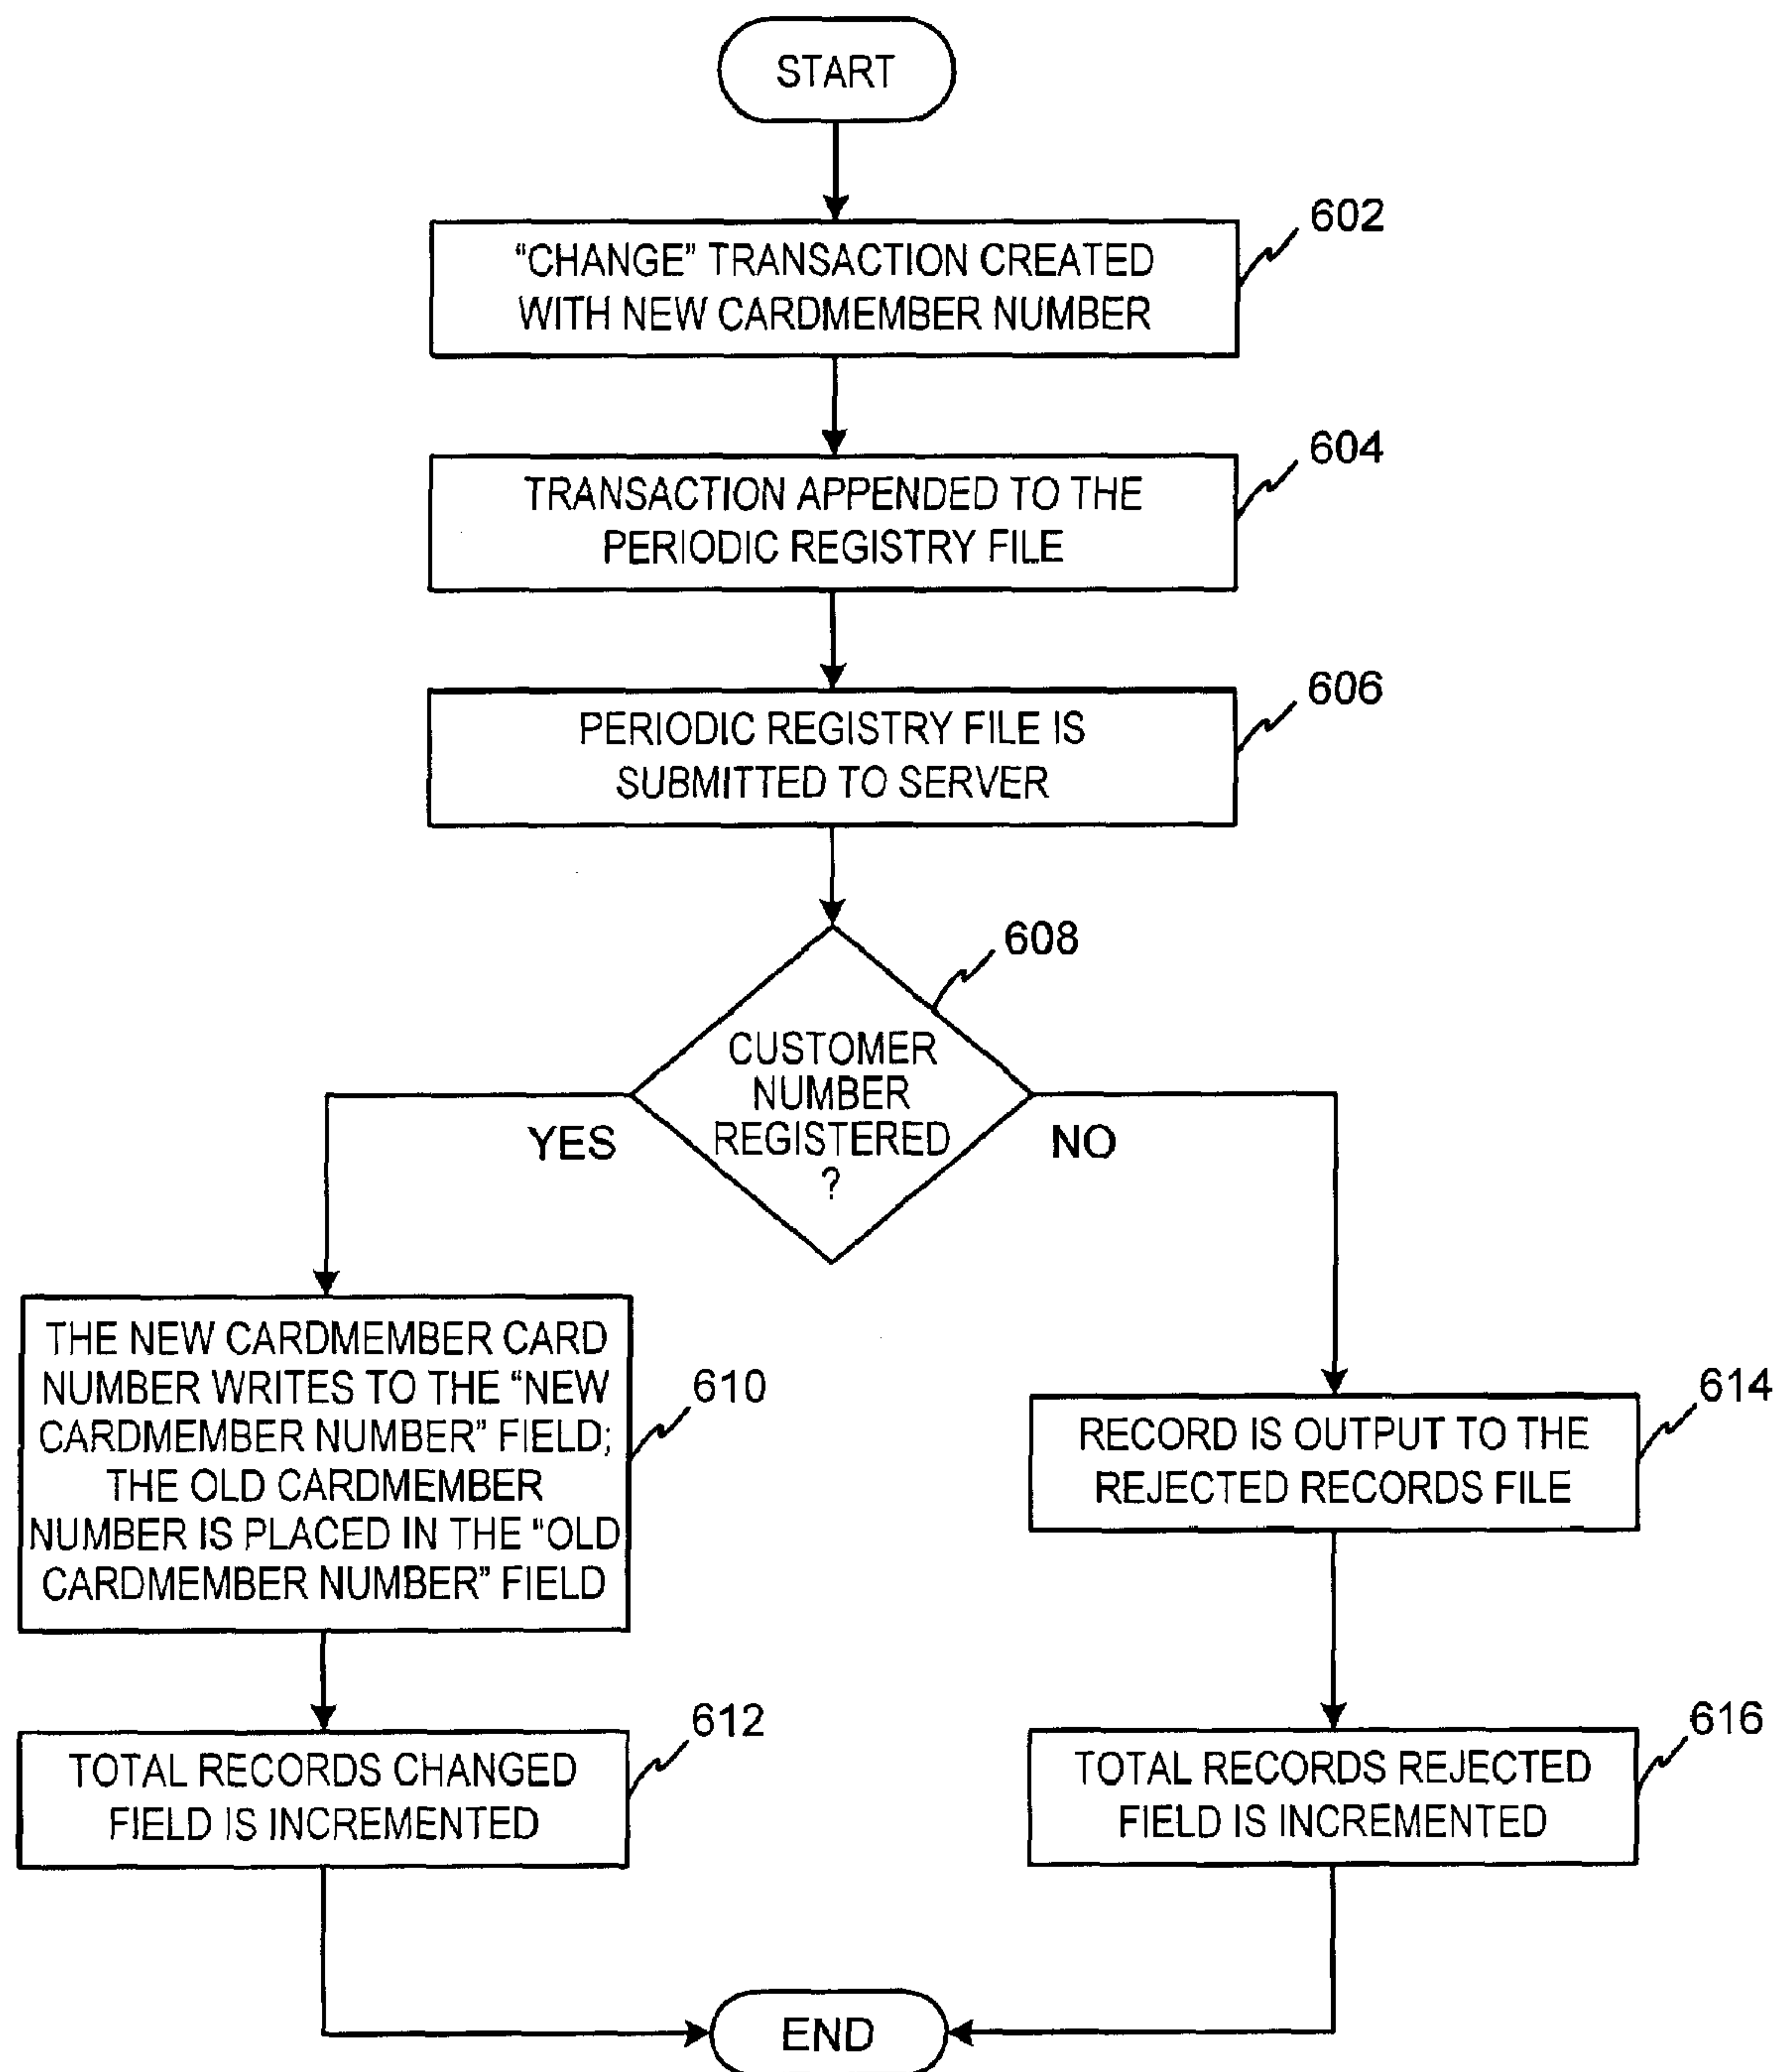 START
602
“CHANGE” TRANSACTION CREATED
WITH NEW CARDMEMBER NUMBER
604
TRANSACTION APPENDED TO THE
PERIODIC REGISTRY FILE
606
PERIODIC REGISTRY FILE IS
SUBMITTED TO SERVER
608
CUSTOMER
NUMBER
REGISTERED
?
YES
NO
THE NEW CARDMEMBER CARD
NUMBER WRITES TO THE “NEW
CARDMEMBER NUMBER” FIELD;
THE OLD CARDMEMBER
NUMBER IS PLACED IN THE “OLD
CARDMEMBER NUMBER” FIELD
610
614
RECORD IS OUTPUT TO THE
REJECTED RECORDS FILE
612
TOTAL RECORDS CHANGED
FIELD IS INCREMENTED
616
TOTAL RECORDS REJECTED
FIELD IS INCREMENTED
END